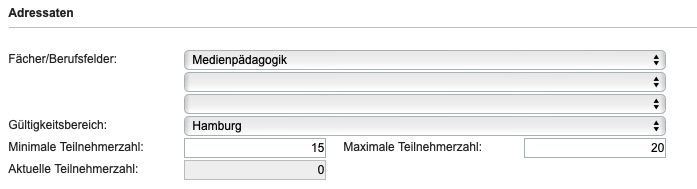 Adressaten
Fächer/Berufsfelder: Medienpädagogik
Gültigkeitsbereich: Hamburg
Minimale Teilnehmerzahl: 15 Maximale Teilnehmerzahl: 20
Aktuelle Teilnehmerzahl: 0